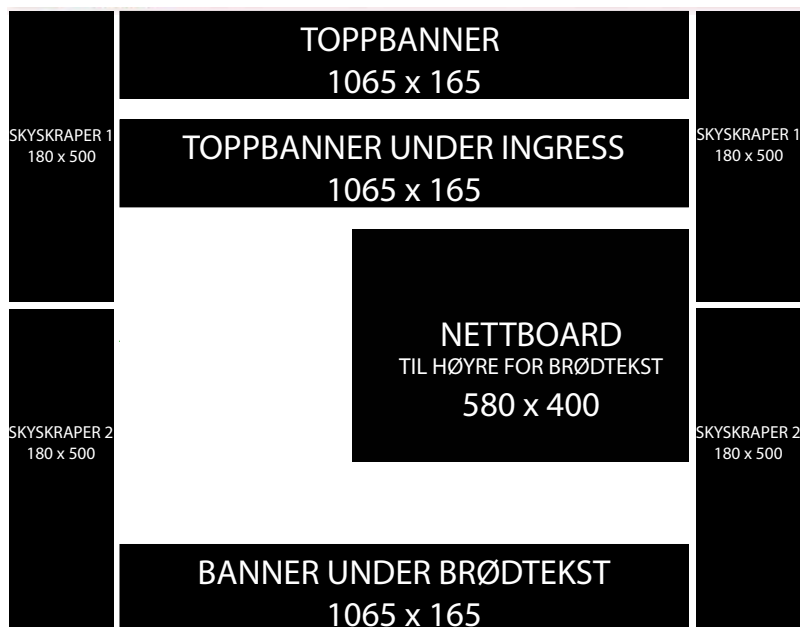 TOPPBANNER
1065 x 165
SKYSKRAPER 1
180 x 500
TOPPBANNER UNDER INGRESS
1065 x 165
SKYSKRAPER 1
180 x 500
NETTBOARD
TIL HØYRE FOR BRØDTEKST
580 x 400
SKYSKRAPER 2
180 x 500
SKYSKRAPER 2
180 x 500
BANNER UNDER BRØDTEKST
1065 x 165